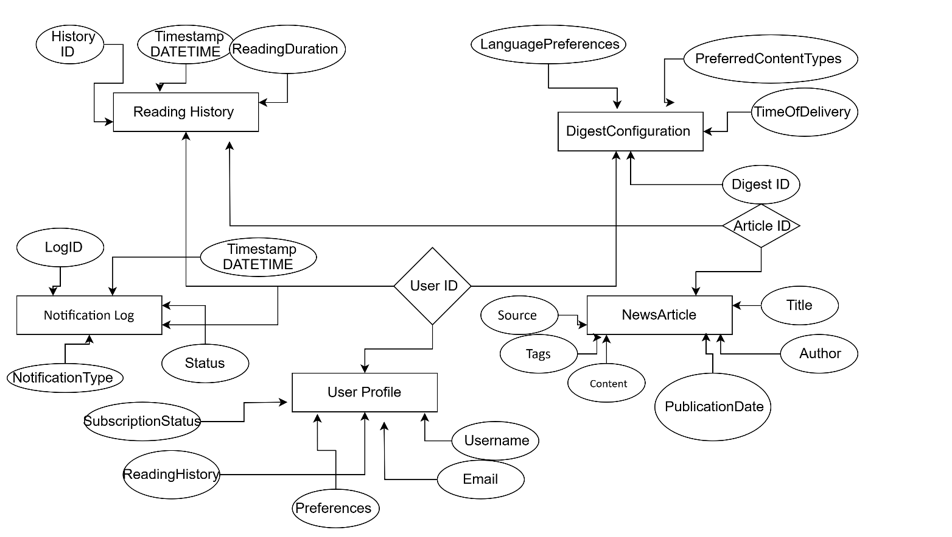 History
ID
Timestamp
DATETIME
ReadingDuration
Reading History
LanguagePreferences
PreferredContentTypes
TimeOfDelivery
DigestConfiguration
Digest ID
Article ID
LogID
Timestamp
DATETIME
User ID
Notification Log
Status
NotificationType
Source
NewsArticle
Title
Tags
Content
Author
PublicationDate
User Profile
SubscriptionStatus
Username
ReadingHistory
Email
Preferences